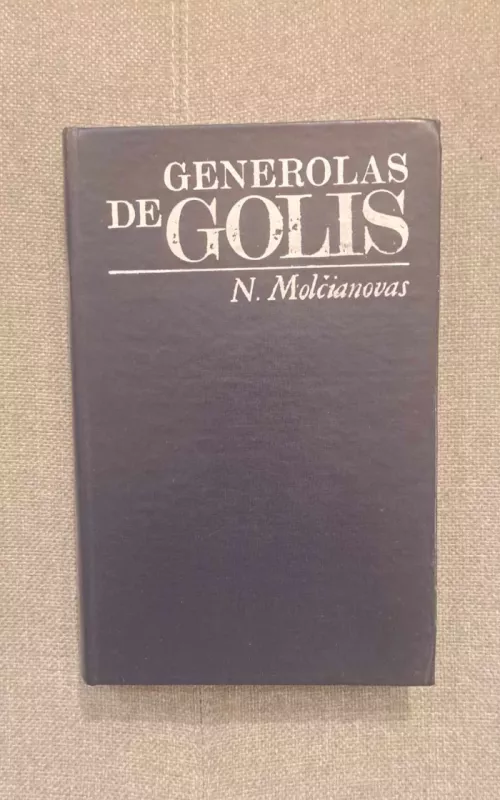 GENEROLAS
DE GOLIS
N. Molčianovas